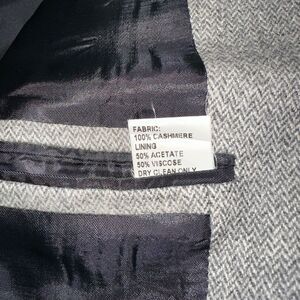 FABRIC:
100% CASHMERE
LINING
50% ACETATE
50% VISCOSE
DRY CLEAN ONLY